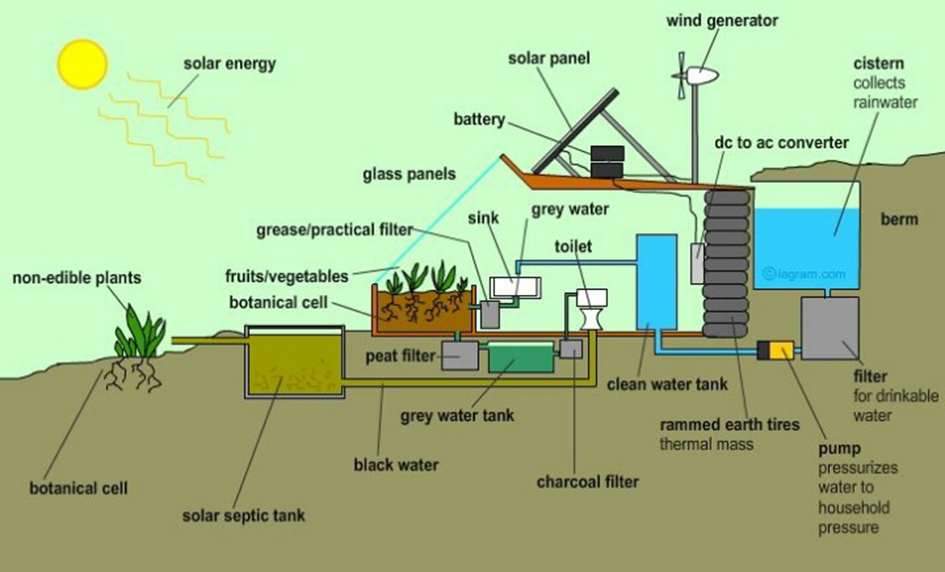 wind generator
solar panel
solar energy
cistern
collects
rainwater
battery
dc to ac converter
glass panels
grey water
sink
berm
grease/practical filter
toilet
non-edible plants
fruits/vegetables
botanical cell
©iagram.com
peat filter
clean water tank
filter
for drinkable
water
grey water tank
rammed earth tires
thermal mass
pump
pressurizes
water to
household
pressure
black water
charcoal filter
botanical cell
solar septic tank